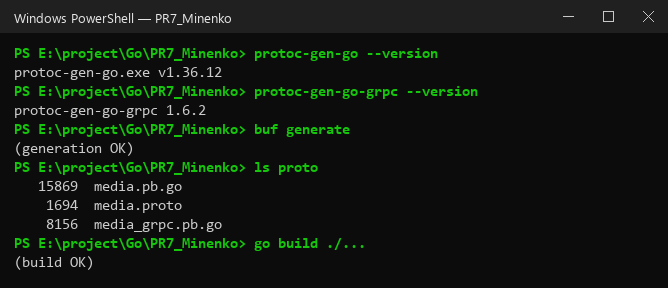 Windows PowerShell — PR7_Minenko
PS E:\project\Go\PR7_Minenko> protoc-gen-go --version
protoc-gen-go.exe v1.36.12
PS E:\project\Go\PR7_Minenko> protoc-gen-go-grpc --version
protoc-gen-go-grpc 1.6.2
PS E:\project\Go\PR7_Minenko> buf generate
(generation OK)
PS E:\project\Go\PR7_Minenko> ls proto
   15869  media.pb.go
    1694  media.proto
    8156  media_grpc.pb.go
PS E:\project\Go\PR7_Minenko> go build ./...
(build OK)